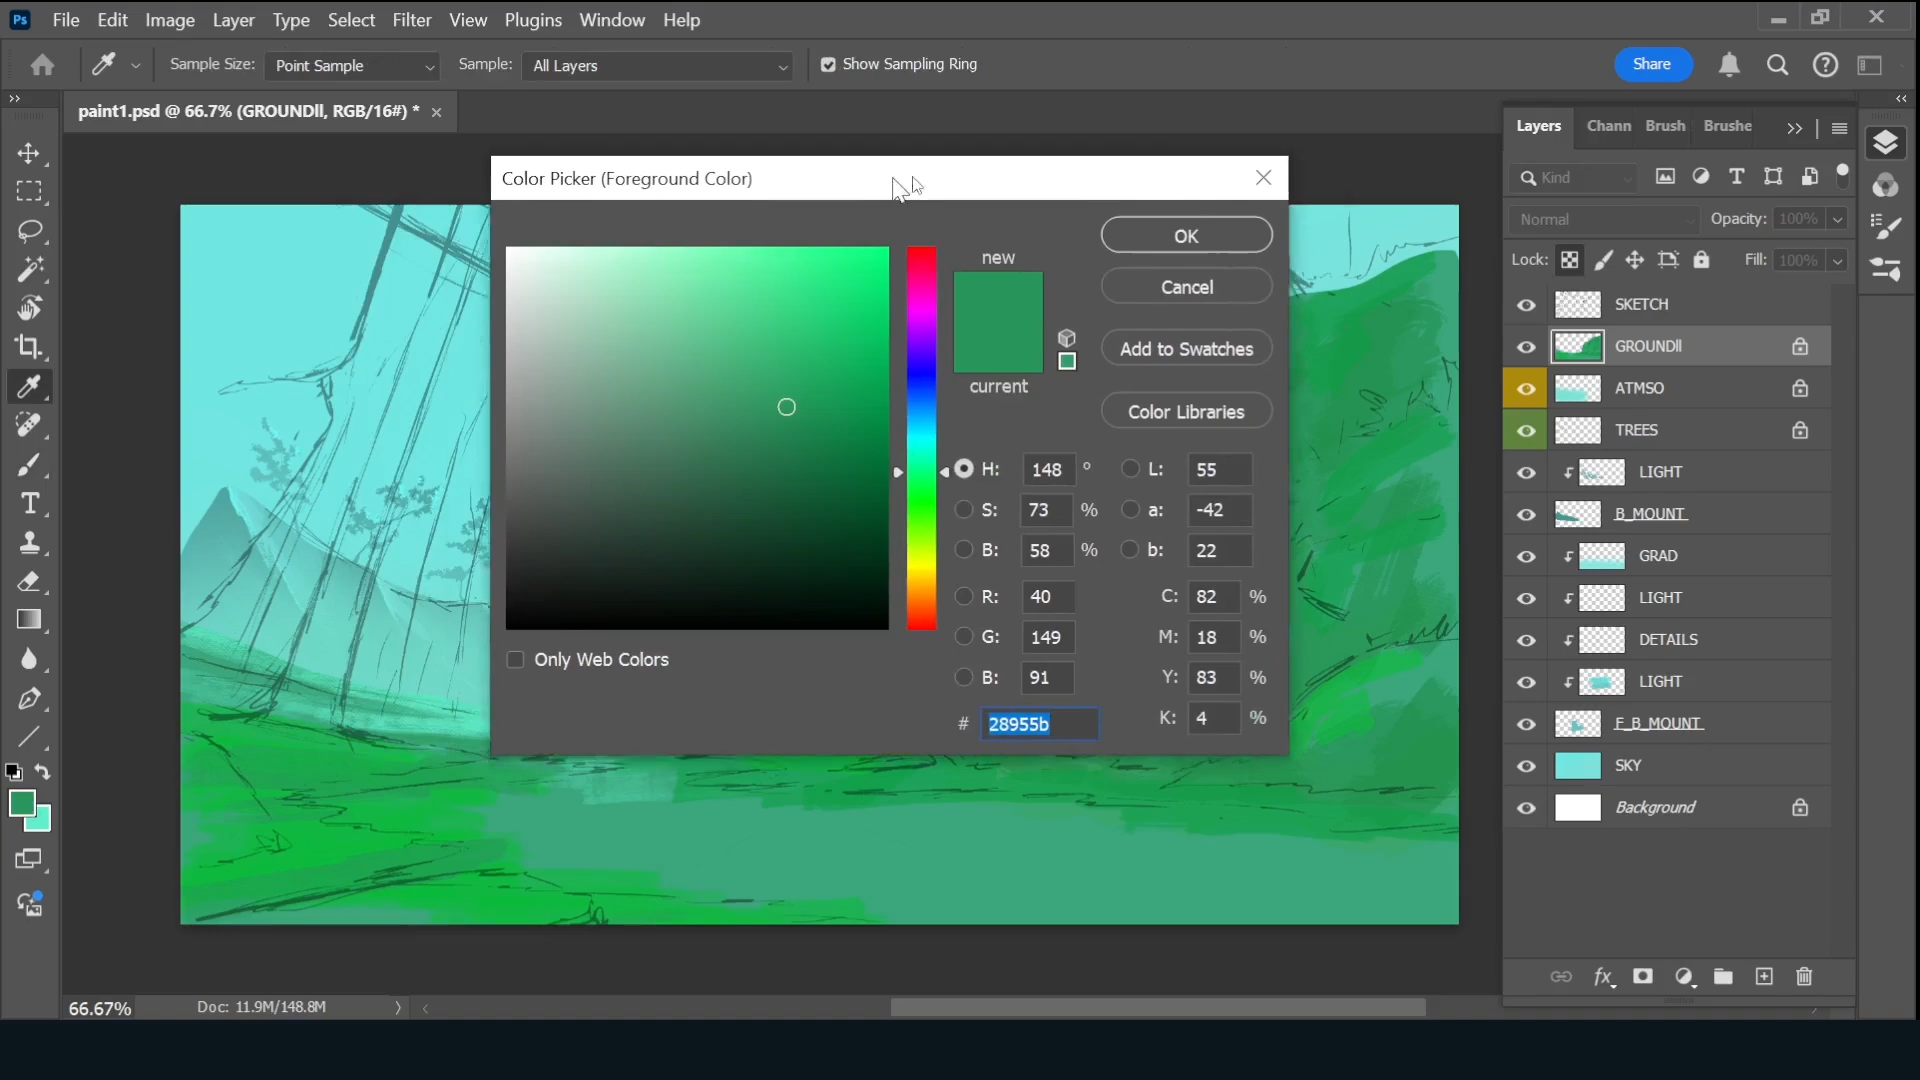 Ps File Edit Image Layer Type Select Filter View Plugins Window Help
Sample Size: Point Sample Sample: All Layers Show Sampling Ring Share
paint1.psd @ 66.7% (GROUNDll, RGB/16#) *
Layers Chann Brush Brushe
Color Picker (Foreground Color)
Kind
Normal Opacity: 100%
Lock: Fill: 100%
new
current
OK
Cancel
Add to Swatches
Color Libraries
H: 148 ° L: 55
S: 73 % a: -42
B: 58 % b: 22
R: 40 C: 82 %
G: 149 M: 18 %
B: 91 Y: 83 %
# 28955b K: 4 %
Only Web Colors
SKETCH
GROUNDll
ATMSO
TREES
LIGHT
B_MOUNT
GRAD
LIGHT
DETAILS
LIGHT
F_B_MOUNT
SKY
Background
fx
66.67% Doc: 11.9M/148.8M